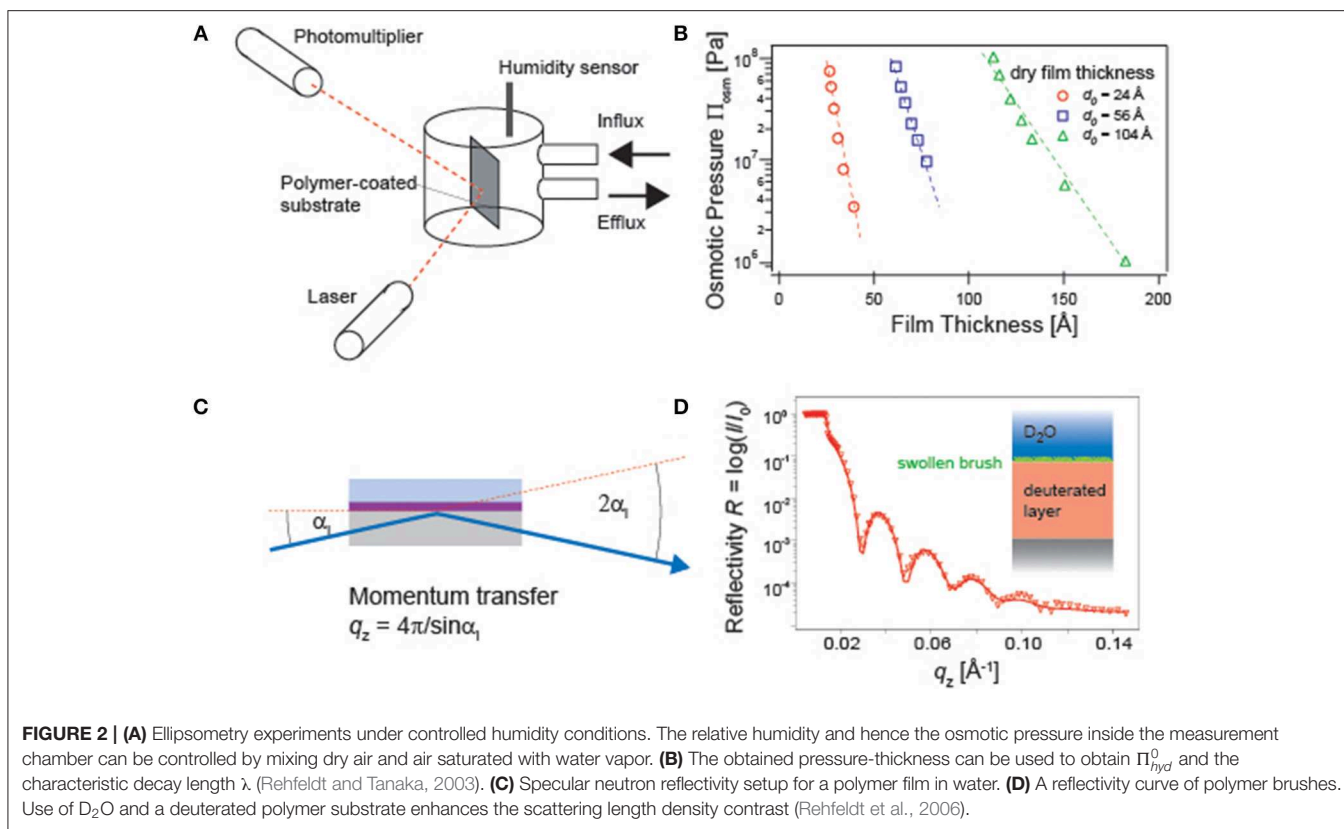 A
Photomultiplier
Humidity sensor
Influx
Polymer-coated
substrate
Efflux
Laser
B
Osmotic Pressure Π_osm [Pa]
10⁸
6
4
2
10⁷
6
4
2
10⁶
dry film thickness
d₀ = 24 Å
d₀ = 56 Å
d₀ = 104 Å
0 50 100 150 200
Film Thickness [Å]
C
α_i
2α_i
Momentum transfer
q_z = 4π/sinα_i
D
Reflectivity R = log(I/I₀)
10⁰
10⁻¹
10⁻²
10⁻³
10⁻⁴
D₂O
swollen brush
deuterated
layer
0.02 0.06 0.10 0.14
q_z [Å⁻¹]
FIGURE 2 | (A) Ellipsometry experiments under controlled humidity conditions. The relative humidity and hence the osmotic pressure inside the measurement
chamber can be controlled by mixing dry air and air saturated with water vapor. (B) The obtained pressure-thickness can be used to obtain Π⁰_hyd and the
characteristic decay length λ (Rehfeldt and Tanaka, 2003). (C) Specular neutron reflectivity setup for a polymer film in water. (D) A reflectivity curve of polymer brushes.
Use of D₂O and a deuterated polymer substrate enhances the scattering length density contrast (Rehfeldt et al., 2006).